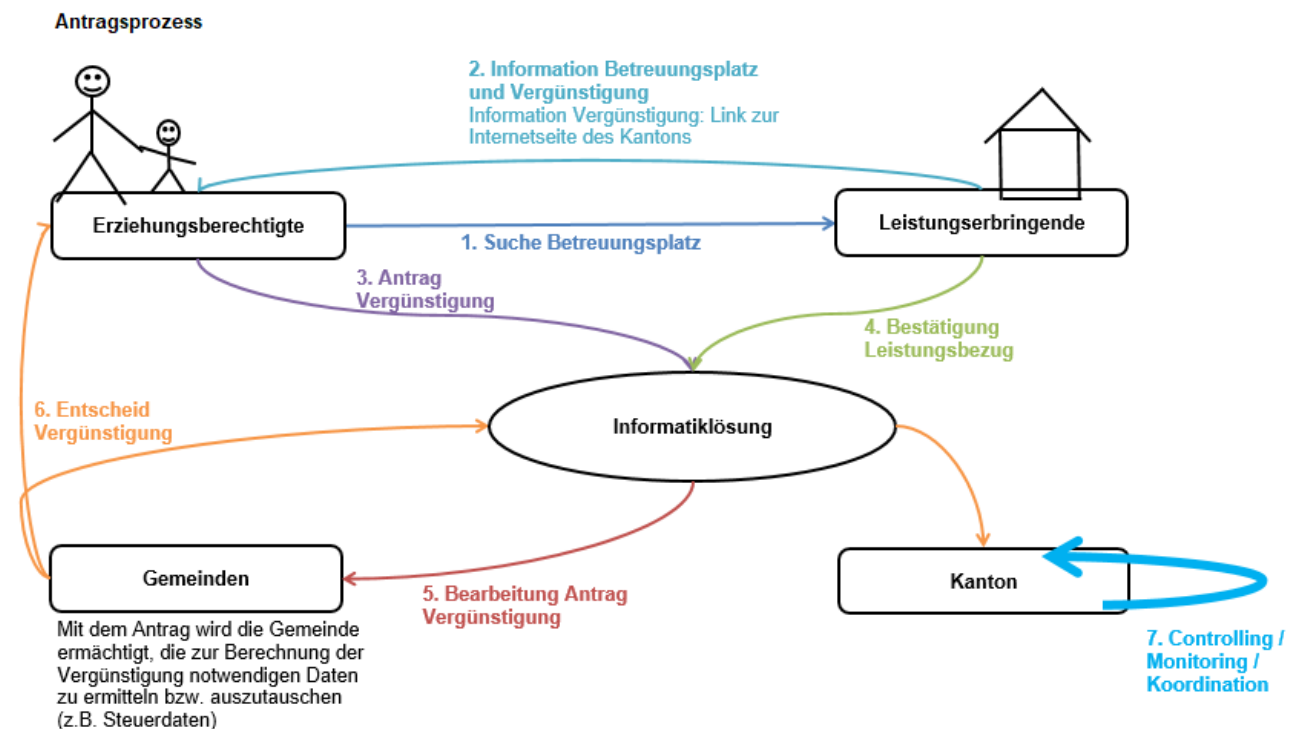 Antragsprozess
2. Information Betreuungsplatz
und Vergünstigung
Information Vergünstigung: Link zur
Internetseite des Kantons
Erziehungsberechtigte
Leistungserbringende
1. Suche Betreuungsplatz
3. Antrag
Vergünstigung
4. Bestätigung
Leistungsbezug
6. Entscheid
Vergünstigung
Informatiklösung
Gemeinden
Kanton
5. Bearbeitung Antrag
Vergünstigung
Mit dem Antrag wird die Gemeinde
ermächtigt, die zur Berechnung der
Vergünstigung notwendigen Daten
zu ermitteln bzw. auszutauschen
(z.B. Steuerdaten)
7. Controlling /
Monitoring /
Koordination